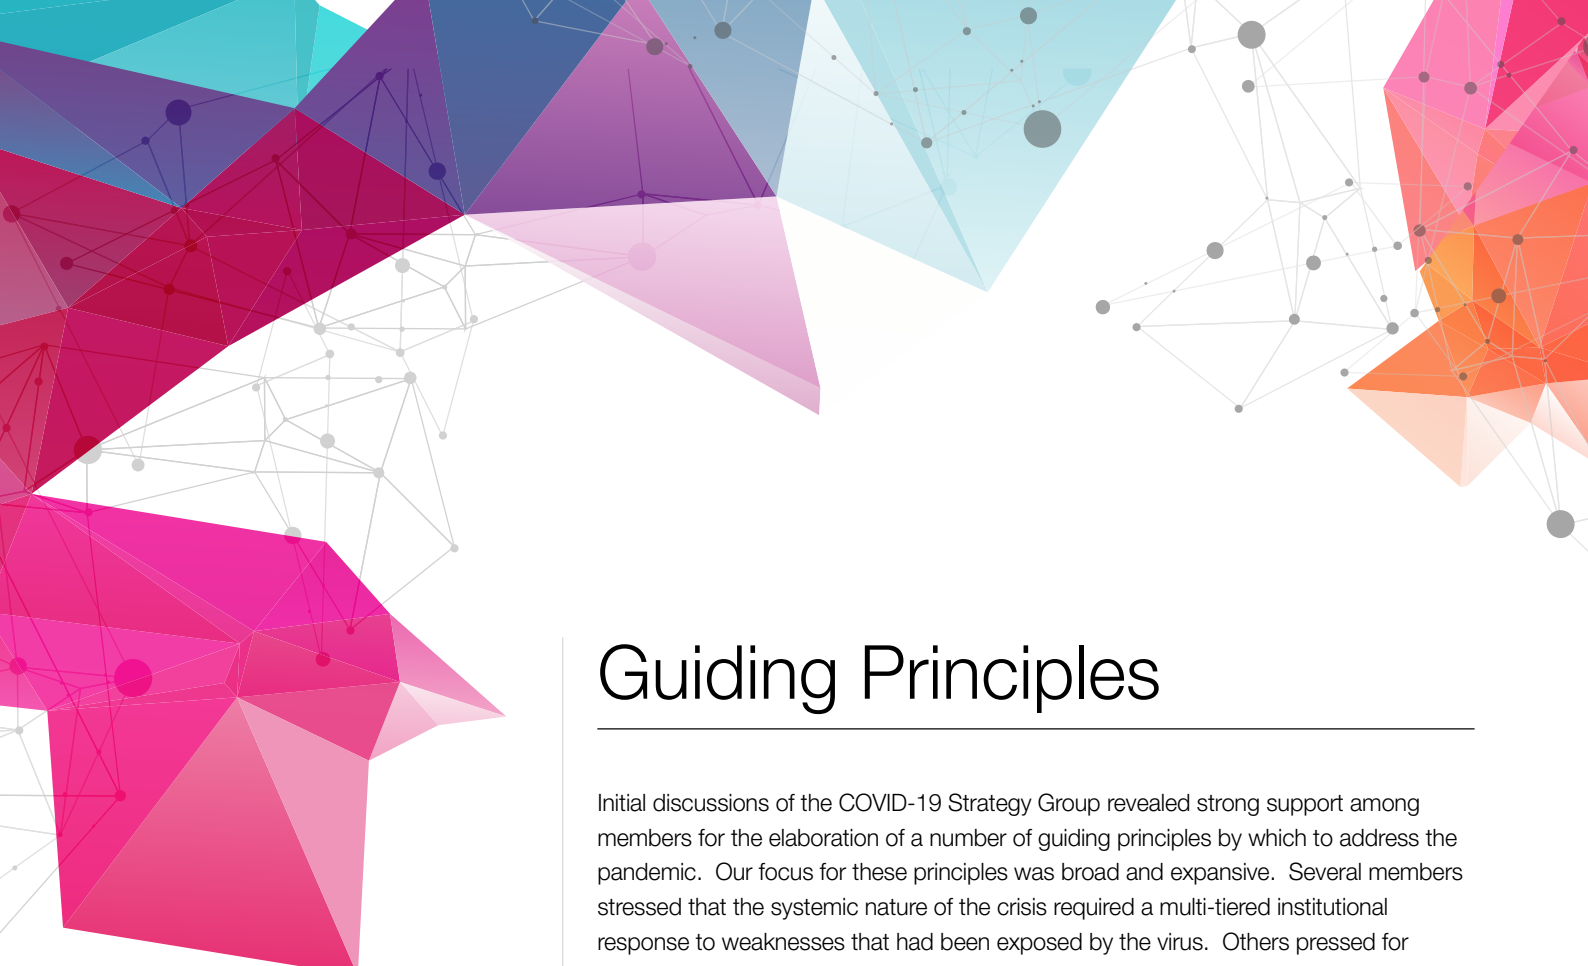 Guiding Principles
Initial discussions of the COVID-19 Strategy Group revealed strong support among
members for the elaboration of a number of guiding principles by which to address the
pandemic.  Our focus for these principles was broad and expansive.  Several members
stressed that the systemic nature of the crisis required a multi-tiered institutional
response to weaknesses that had been exposed by the virus.  Others pressed for